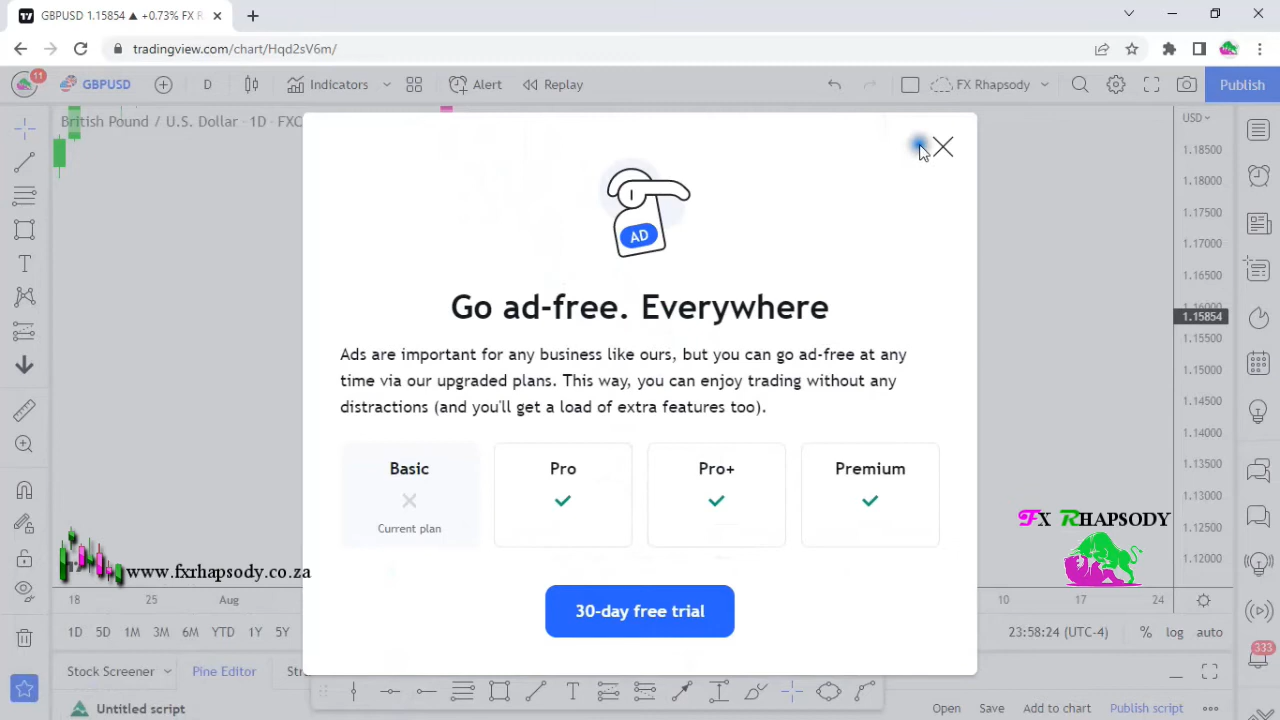 GBPUSD 1.15854 ▲ +0.73% FX R
tradingview.com/chart/Hqd2sV6m/
11
GBPUSD
D
Indicators
Alert
Replay
FX Rhapsody
Publish
British Pound / U.S. Dollar · 1D · FXC
USD
1.18500
1.18000
1.17500
1.17000
1.16500
1.16000
1.15854
1.15500
1.15000
1.14500
1.14000
1.13500
1.13000
1.12500
1.12000
AD
Go ad-free. Everywhere
Ads are important for any business like ours, but you can go ad-free at any
time via our upgraded plans. This way, you can enjoy trading without any
distractions (and you'll get a load of extra features too).
Basic
Current plan
Pro
Pro+
Premium
30-day free trial
FX RHAPSODY
www.fxrhapsody.co.za
18 25 Aug 10 17 24
1D 5D 1M 3M 6M YTD 1Y 5Y
23:58:24 (UTC-4) % log auto
333
Stock Screener Pine Editor Str
Untitled script
Open Save Add to chart Publish script